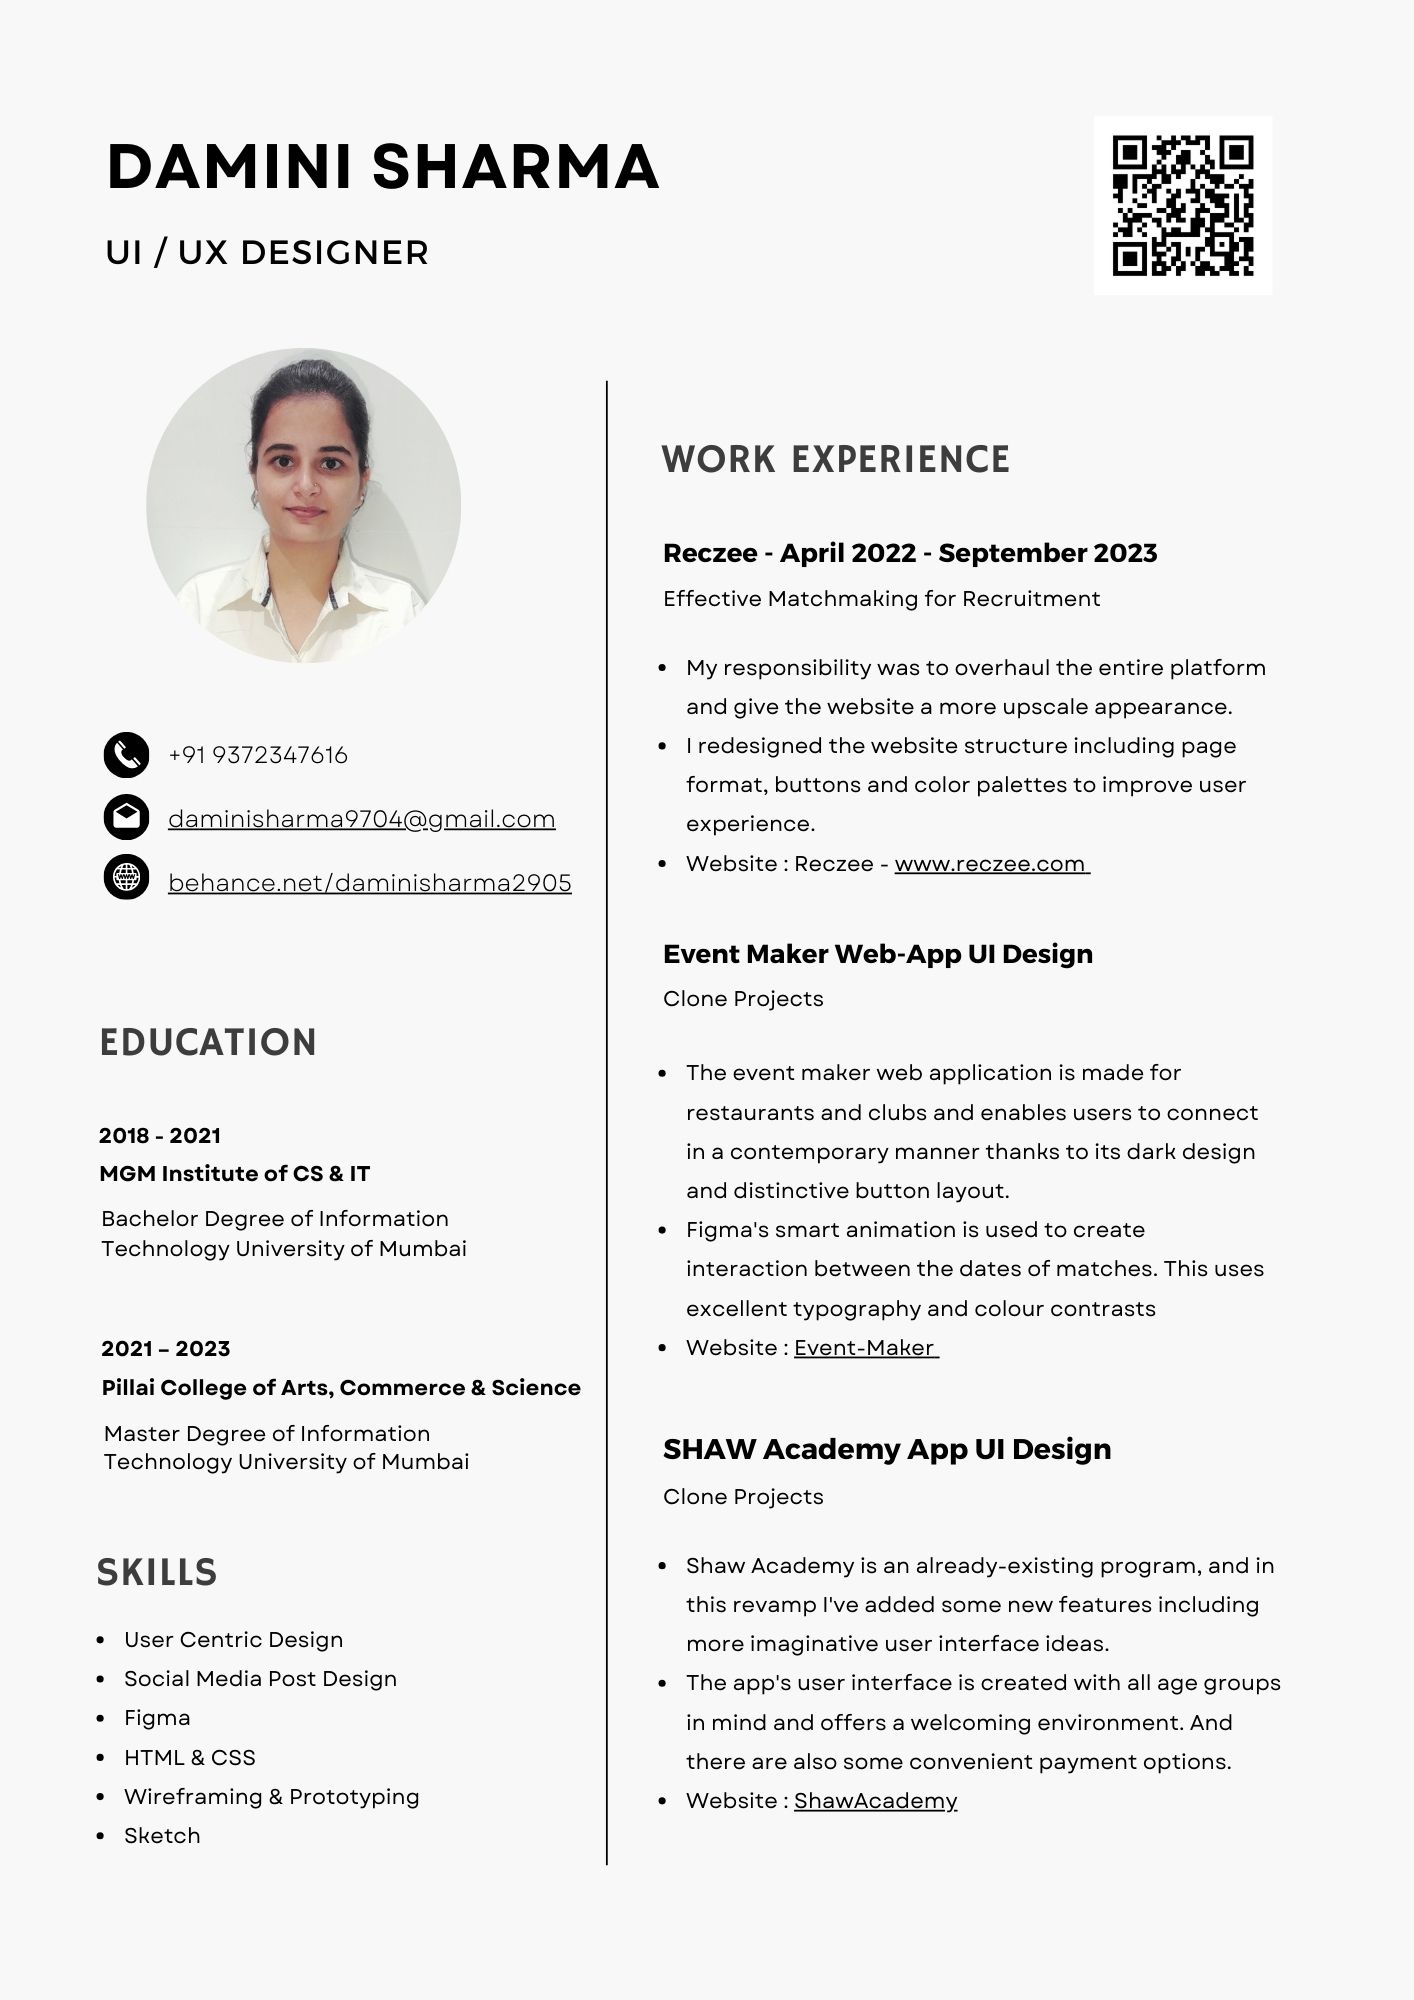 DAMINI SHARMA
UI / UX DESIGNER
+91 9372347616
daminisharma9704@gmail.com
behance.net/daminisharma2905
EDUCATION
2018 - 2021
MGM Institute of CS & IT
Bachelor Degree of Information
Technology University of Mumbai
2021 – 2023
Pillai College of Arts, Commerce & Science
Master Degree of Information
Technology University of Mumbai
SKILLS
• User Centric Design
• Social Media Post Design
• Figma
• HTML & CSS
• Wireframing & Prototyping
• Sketch
WORK EXPERIENCE
Reczee - April 2022 - September 2023
Effective Matchmaking for Recruitment
• My responsibility was to overhaul the entire platform
and give the website a more upscale appearance.
• I redesigned the website structure including page
format, buttons and color palettes to improve user
experience.
• Website : Reczee - www.reczee.com
Event Maker Web-App UI Design
Clone Projects
• The event maker web application is made for
restaurants and clubs and enables users to connect
in a contemporary manner thanks to its dark design
and distinctive button layout.
• Figma's smart animation is used to create
interaction between the dates of matches. This uses
excellent typography and colour contrasts
• Website : Event-Maker
SHAW Academy App UI Design
Clone Projects
• Shaw Academy is an already-existing program, and in
this revamp I've added some new features including
more imaginative user interface ideas.
• The app's user interface is created with all age groups
in mind and offers a welcoming environment. And
there are also some convenient payment options.
• Website : ShawAcademy